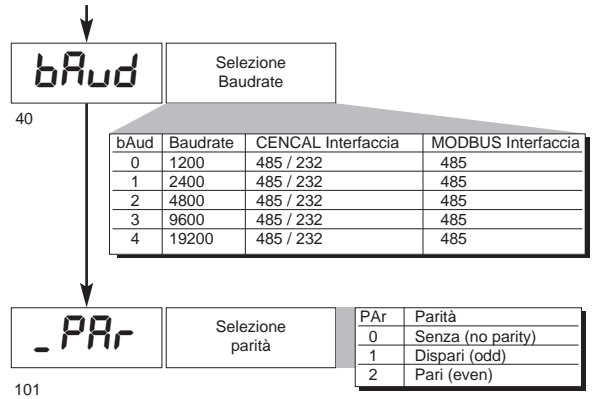 bAud
Selezione
Baudrate
40
bAud Baudrate CENCAL Interfaccia MODBUS Interfaccia
0 1200 485 / 232 485
1 2400 485 / 232 485
2 4800 485 / 232 485
3 9600 485 / 232 485
4 19200 485 / 232 485
_PAr
Selezione
parità
PAr Parità
0 Senza (no parity)
1 Dispari (odd)
2 Pari (even)
101